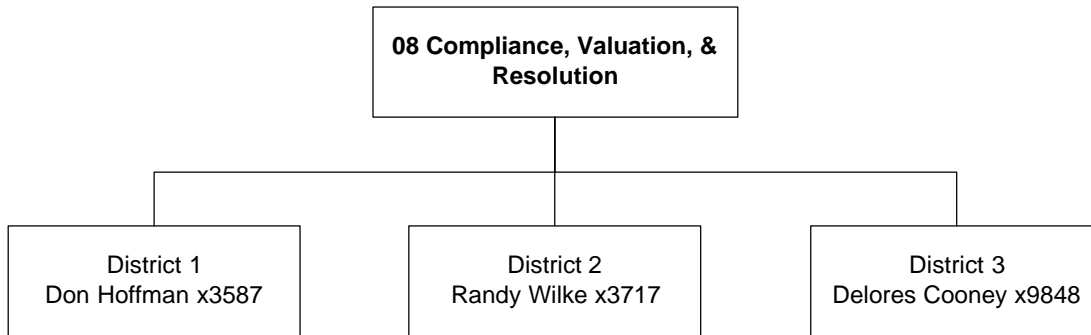 08 Compliance, Valuation, &
Resolution
District 1
Don Hoffman x3587
District 2
Randy Wilke x3717
District 3
Delores Cooney x9848